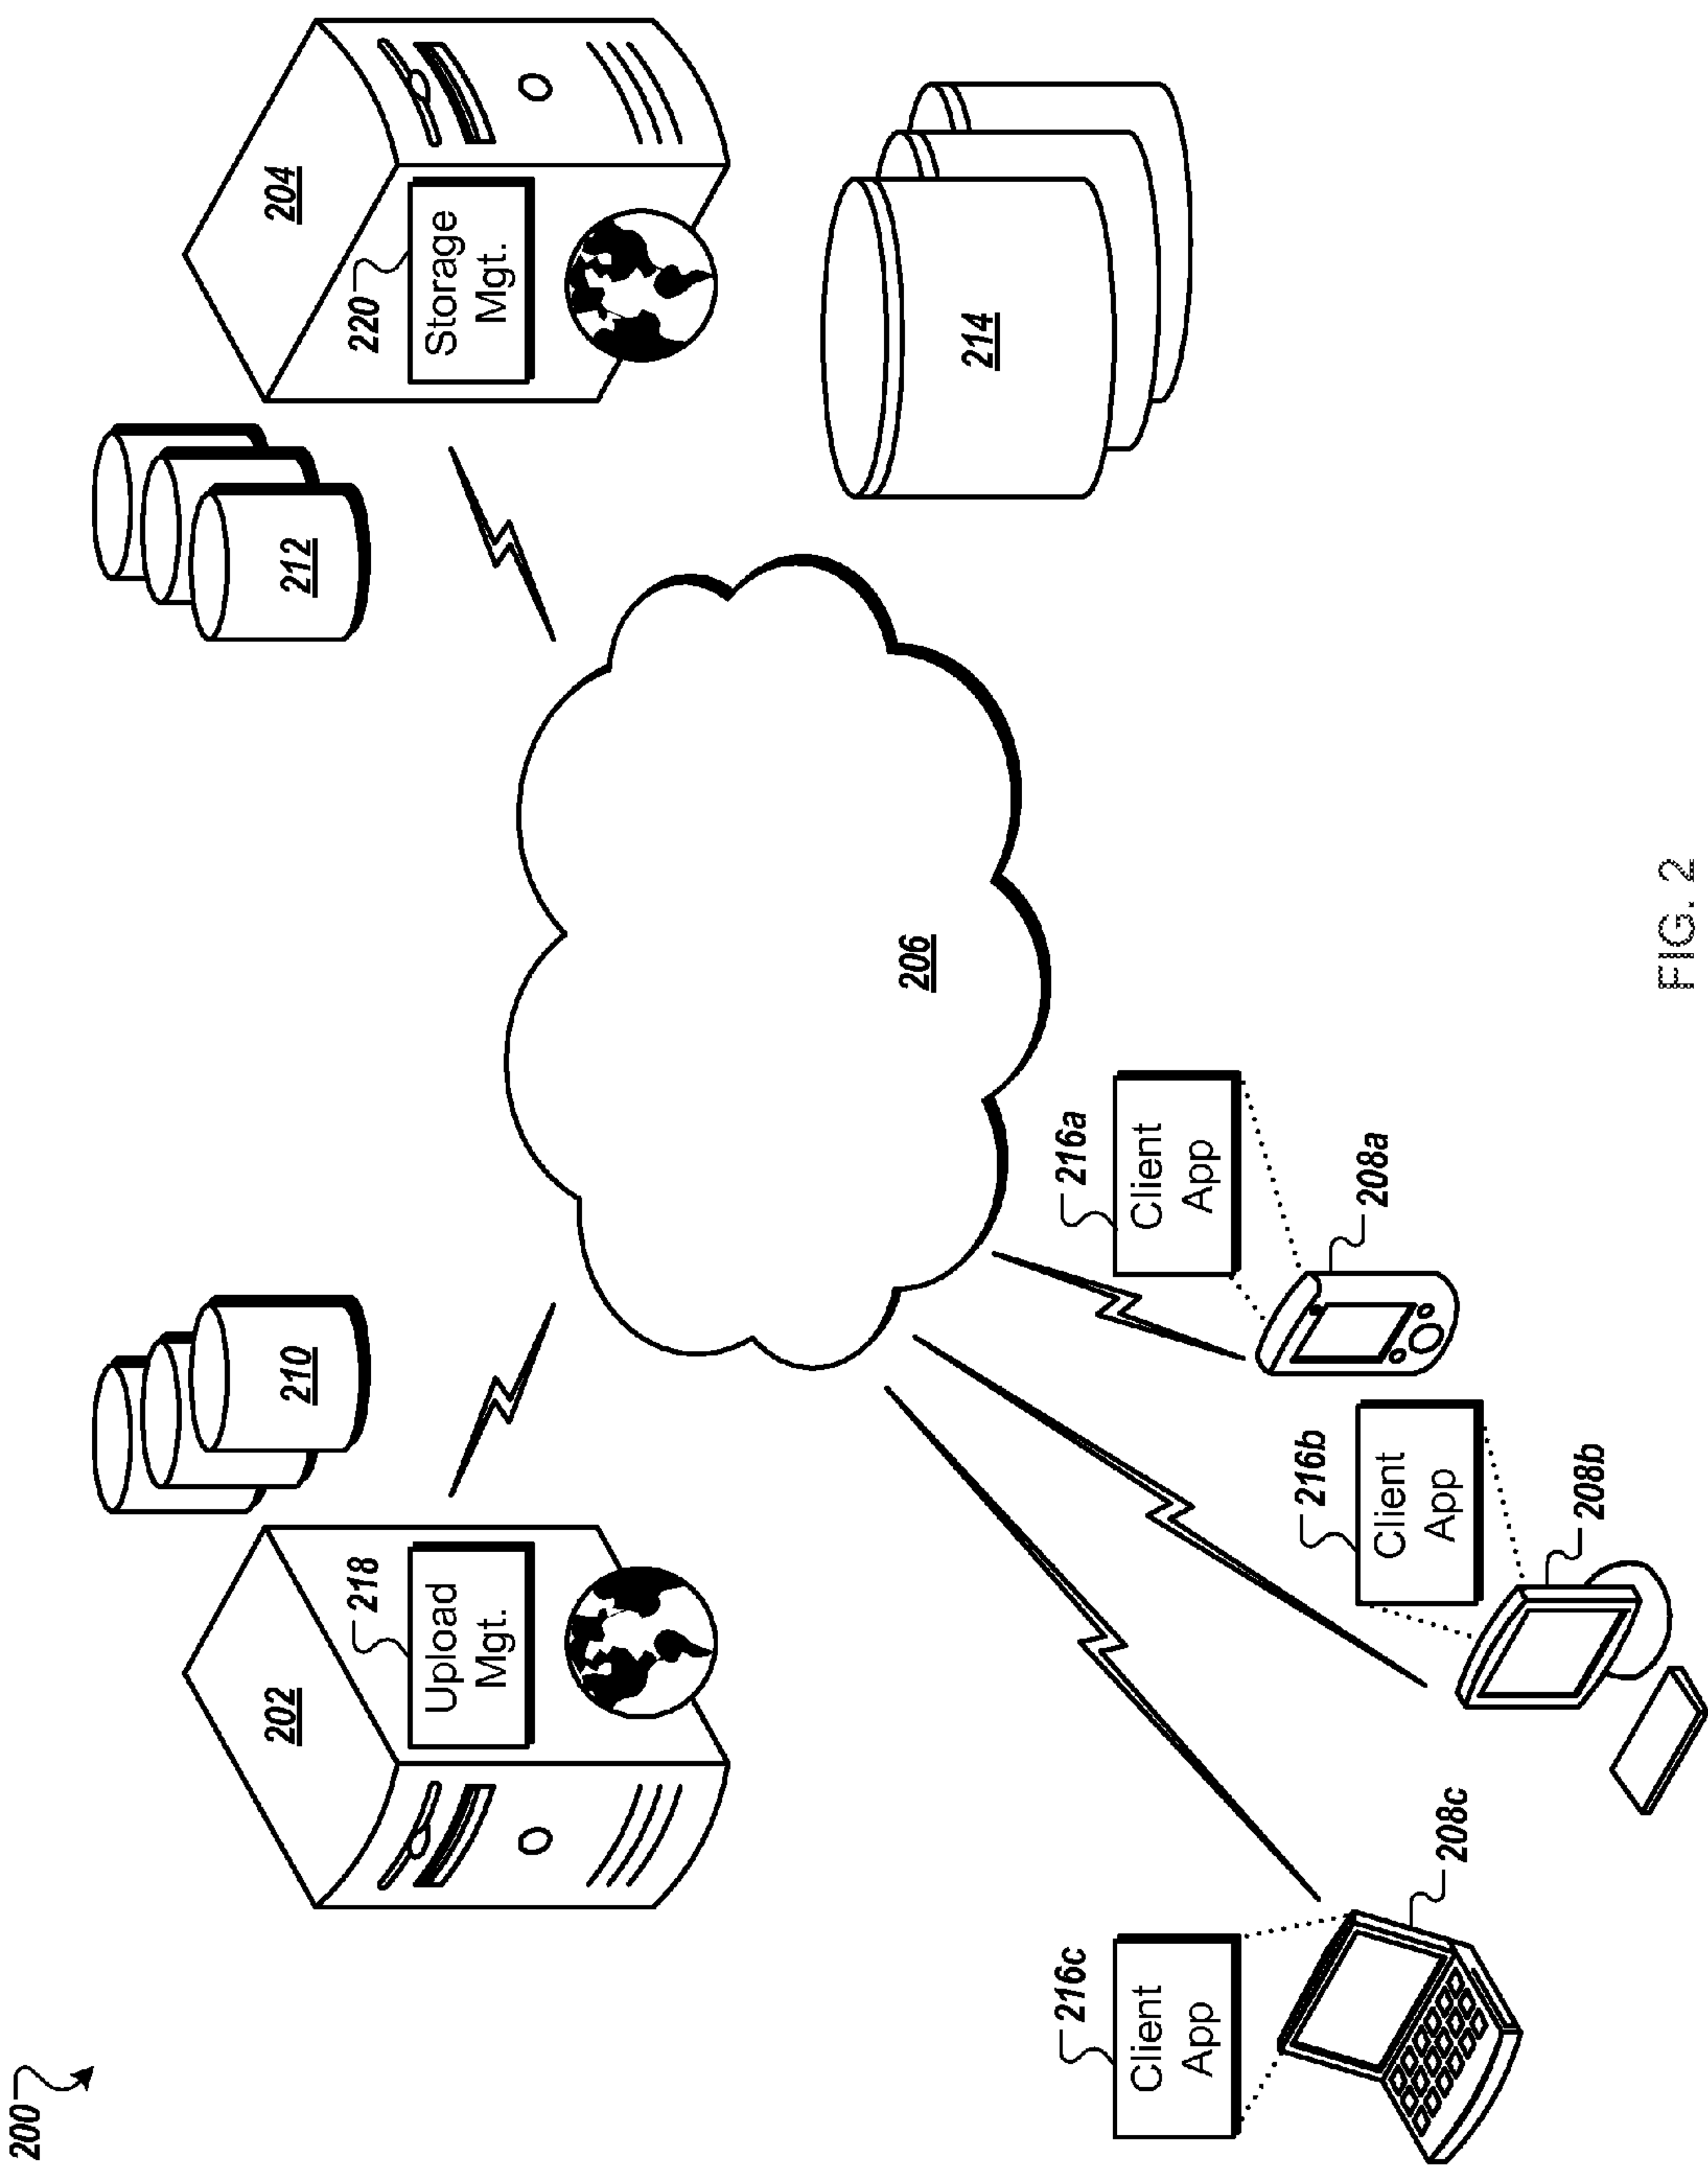 200
202
218
Upload
Mgt.
210
212
204
220
Storage
Mgt.
206
214
216c
Client
App
208c
216b
Client
App
208b
216a
Client
App
208a
FIG. 2